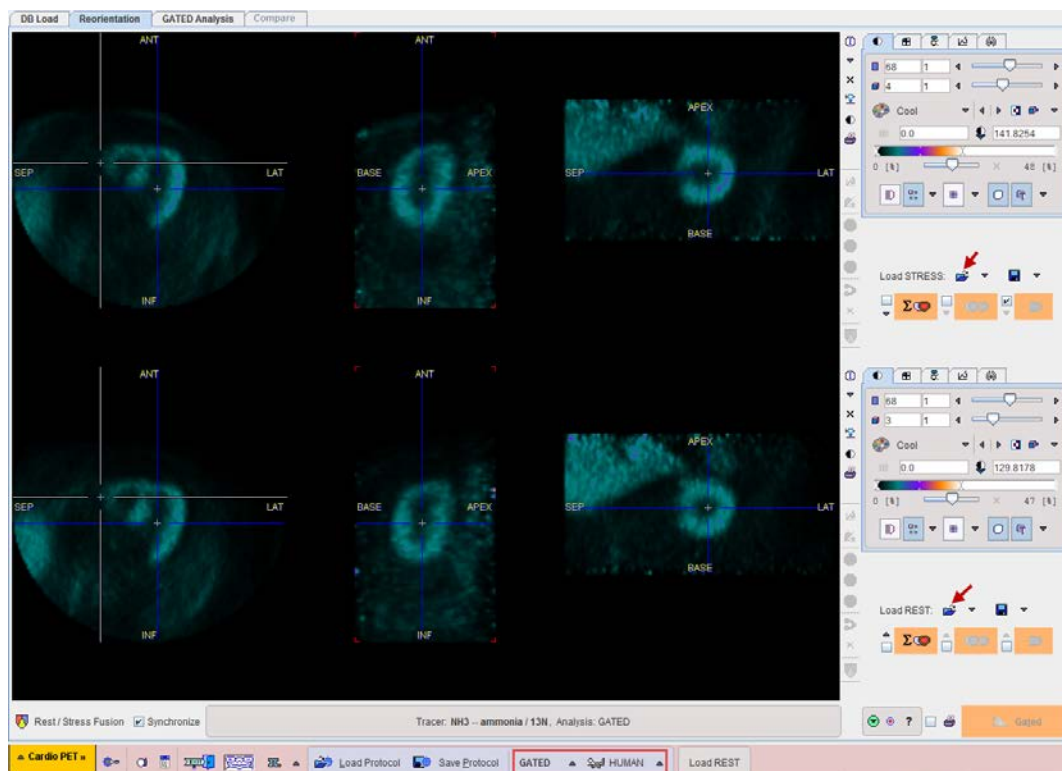 DB Load Reorientation GATED Analysis Compare
ANT ANT
APEX
SEP LAT BASE APEX SEP LAT
BASE
INF INF
68 1
4 1
Cool
0.0 141.8254
0 [%] 48 [%]
Load STRESS:
Σ
ANT ANT
APEX
SEP LAT BASE APEX SEP LAT
BASE
INF INF
68 1
3 1
Cool
0.0 129.8178
0 [%] 47 [%]
Load REST:
Σ
Rest / Stress Fusion Synchronize Tracer: NH3 -- ammonia / 13N, Analysis: GATED ? Gated
Cardio PET Load Protocol Save Protocol GATED HUMAN Load REST